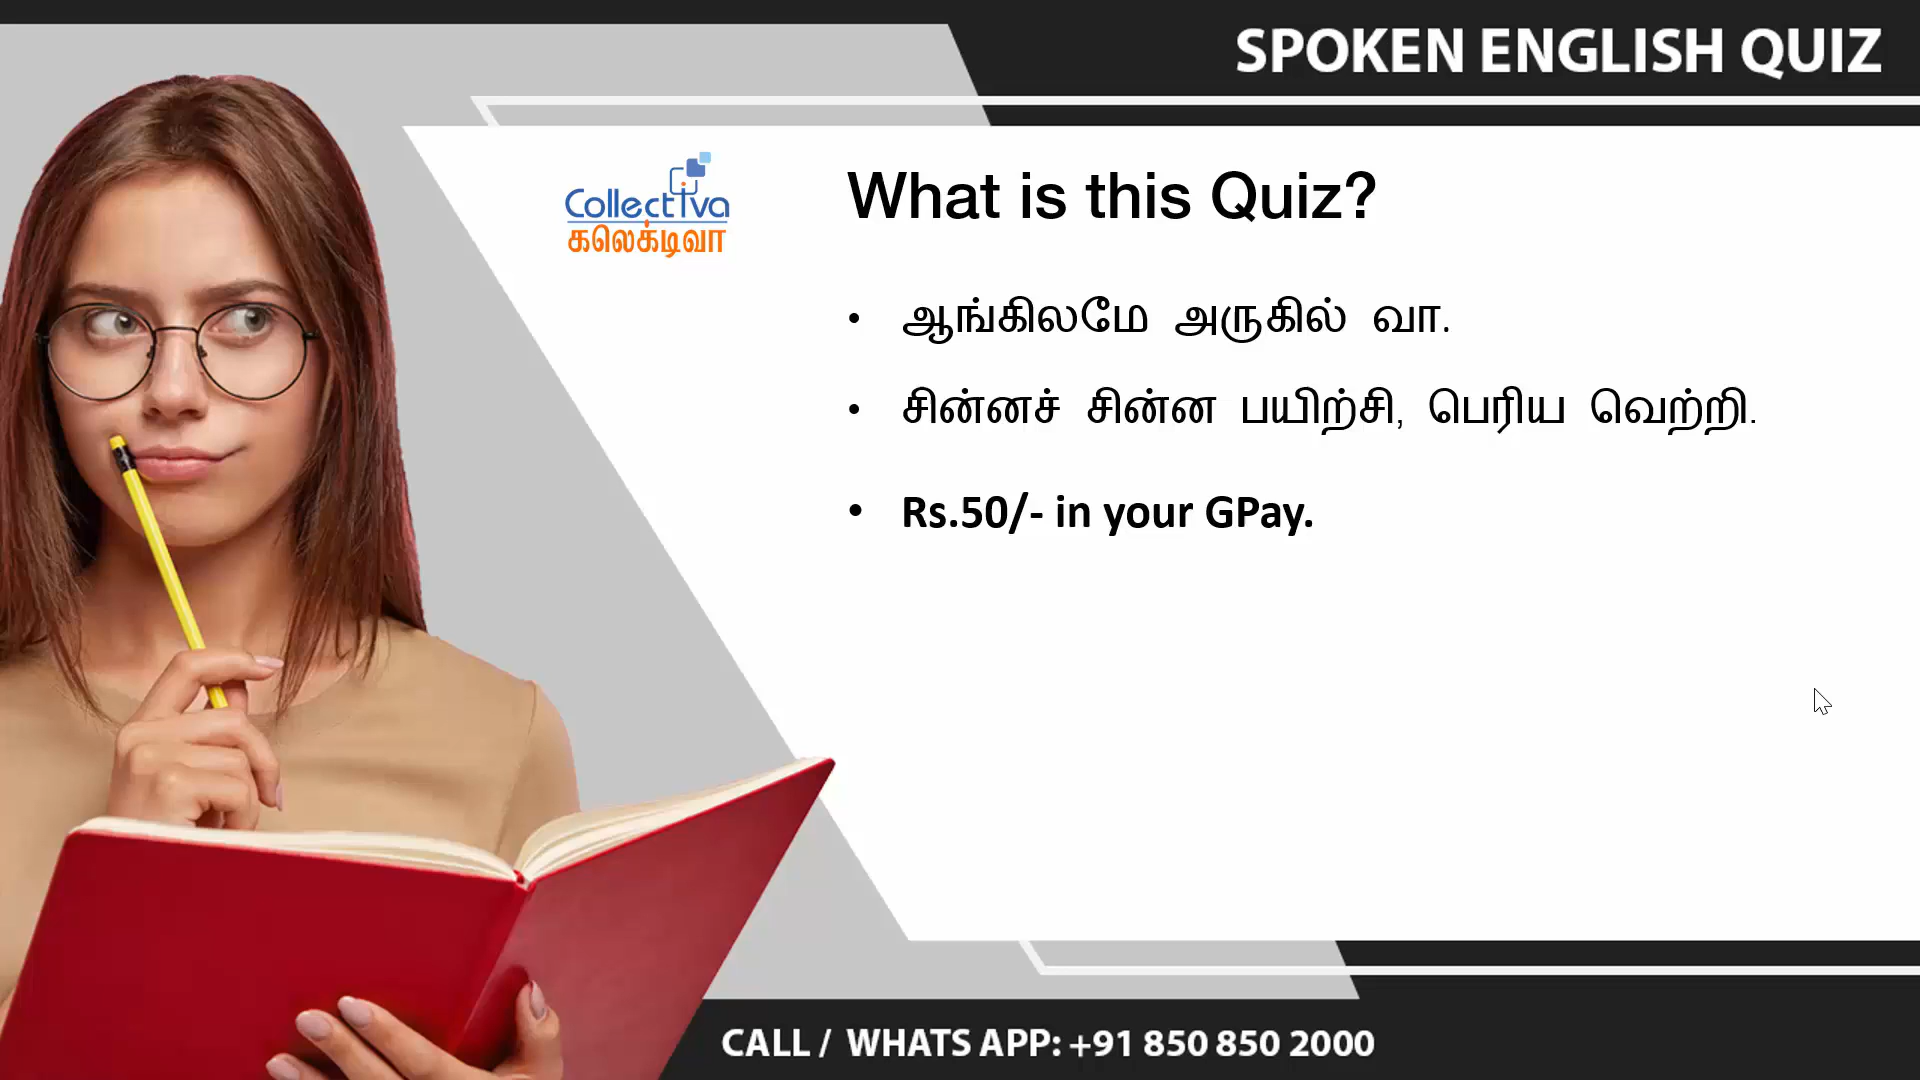 SPOKEN ENGLISH QUIZ
Collectiva
கலெக்டிவா
What is this Quiz?
• ஆங்கிலமே அருகில் வா.
• சின்னச் சின்ன பயிற்சி, பெரிய வெற்றி.
• Rs.50/- in your GPay.
CALL / WHATS APP: +91 850 850 2000